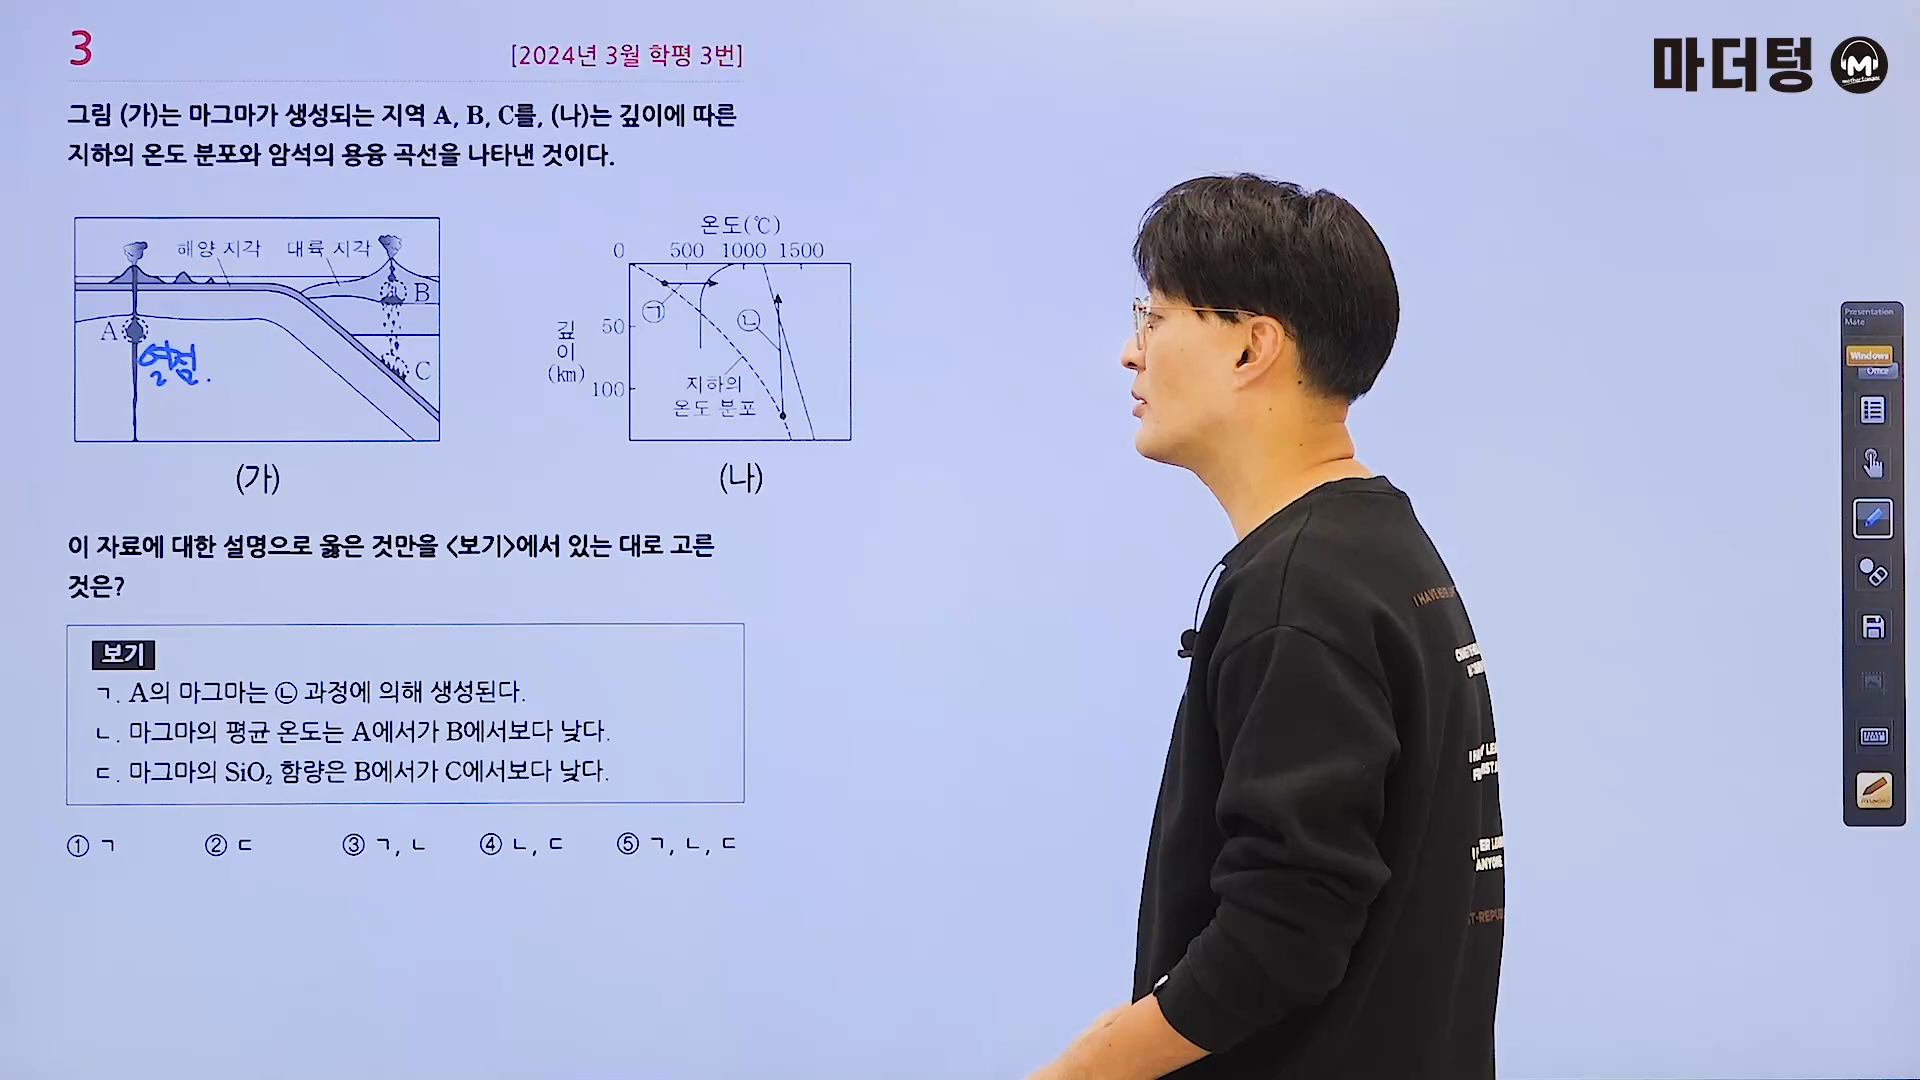 3
[2024년 3월 학평 3번]
마더텅
M
그림 (가)는 마그마가 생성되는 지역 A, B, C를, (나)는 깊이에 따른
지하의 온도 분포와 암석의 용융 곡선을 나타낸 것이다.
해양 지각
대륙 지각
A
B
C
열점.
(가)
온도(℃)
0 500 1000 1500
깊이(km)
50
100
㉠
㉡
지하의
온도 분포
(나)
이 자료에 대한 설명으로 옳은 것만을 <보기>에서 있는 대로 고른
것은?
보기
ㄱ. A의 마그마는 ㉡ 과정에 의해 생성된다.
ㄴ. 마그마의 평균 온도는 A에서가 B에서보다 낮다.
ㄷ. 마그마의 SiO₂ 함량은 B에서가 C에서보다 낮다.
① ㄱ ② ㄷ ③ ㄱ, ㄴ ④ ㄴ, ㄷ ⑤ ㄱ, ㄴ, ㄷ
Presentation
Mate
Windows
Office
I HAVE